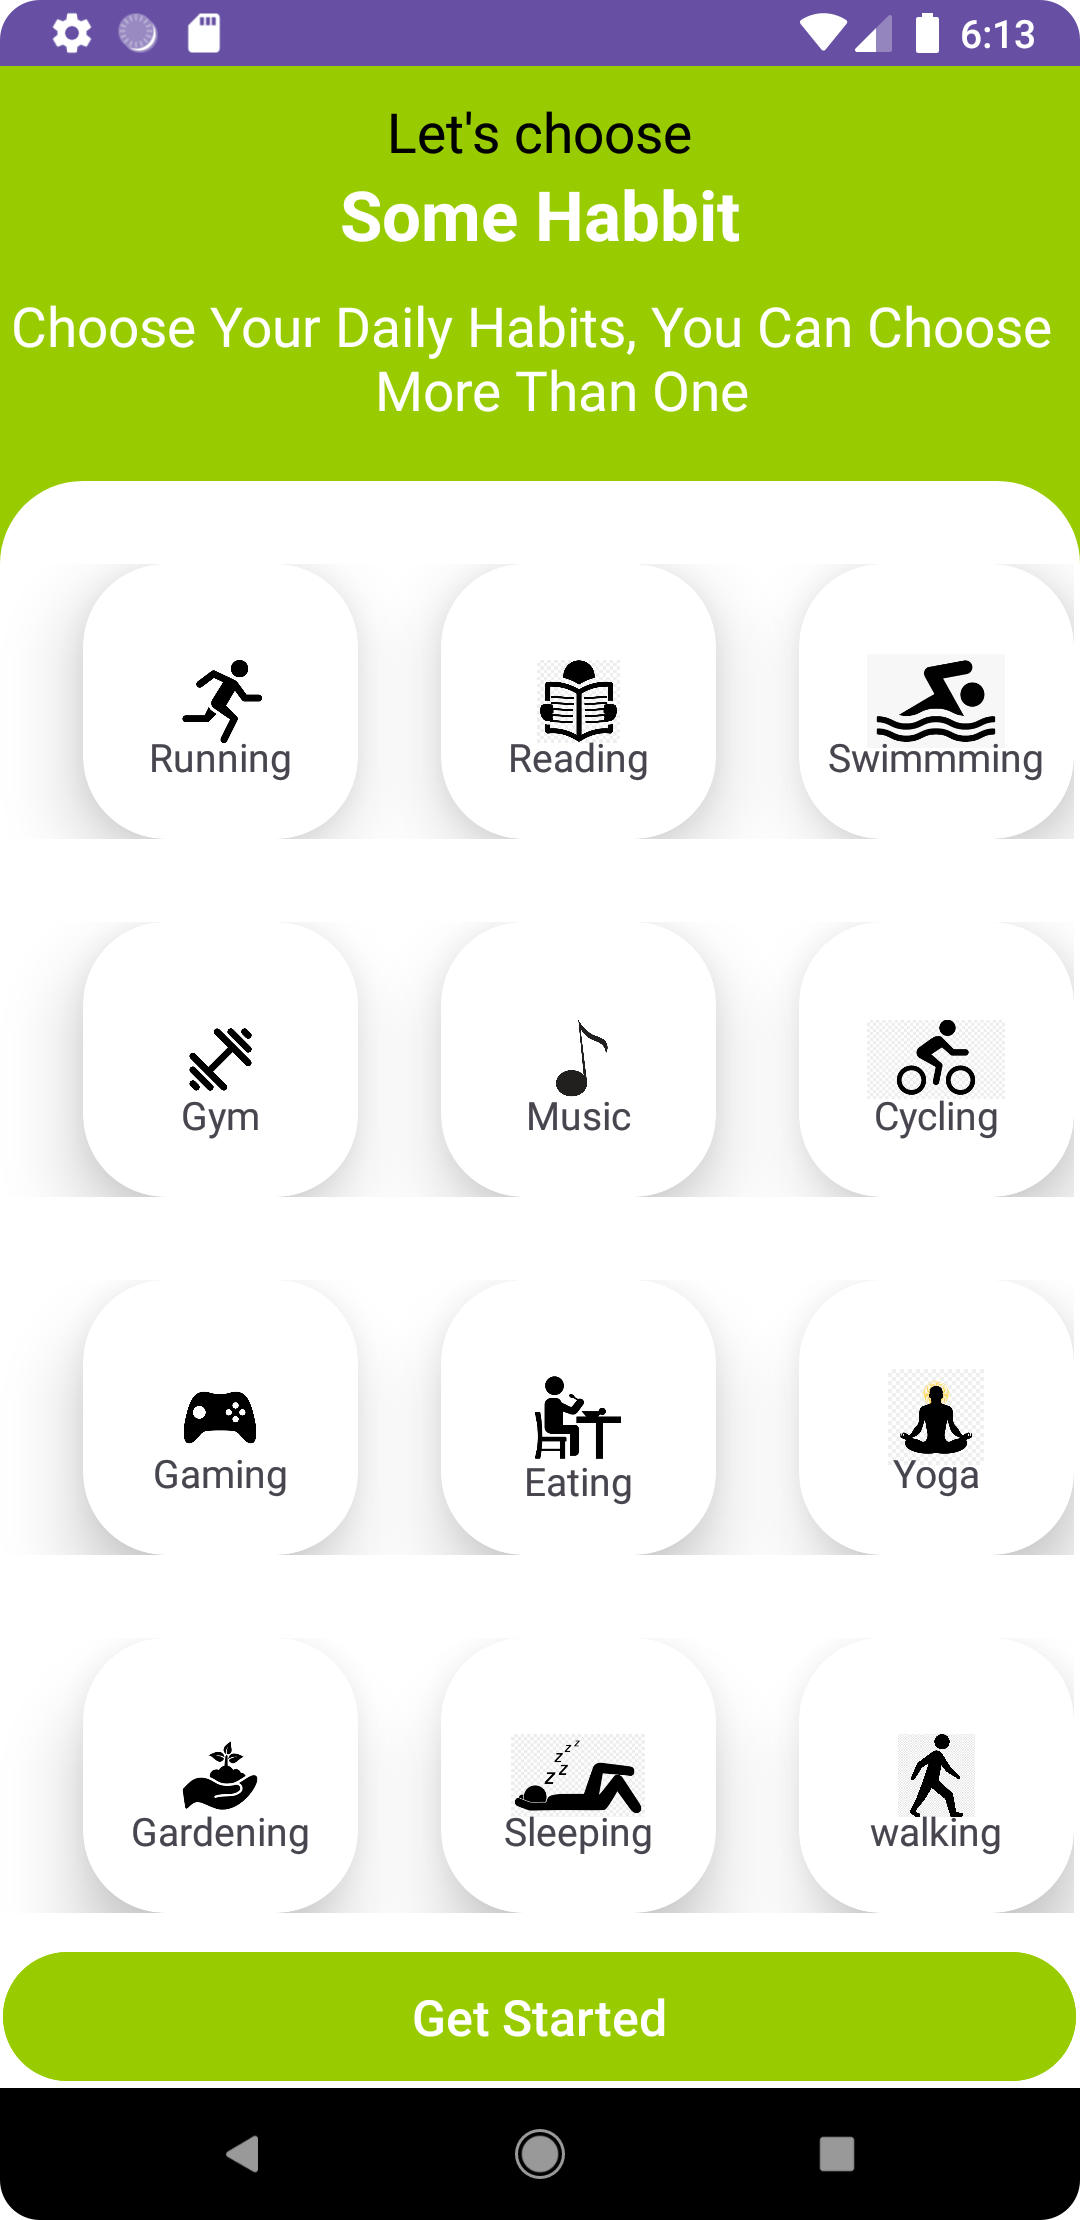 6:13
Let's choose
Some Habbit
Choose Your Daily Habits, You Can Choose
More Than One
Running
Reading
Swimmming
Gym
Music
Cycling
Gaming
Eating
Yoga
Gardening
z z z z z
Sleeping
walking
Get Started